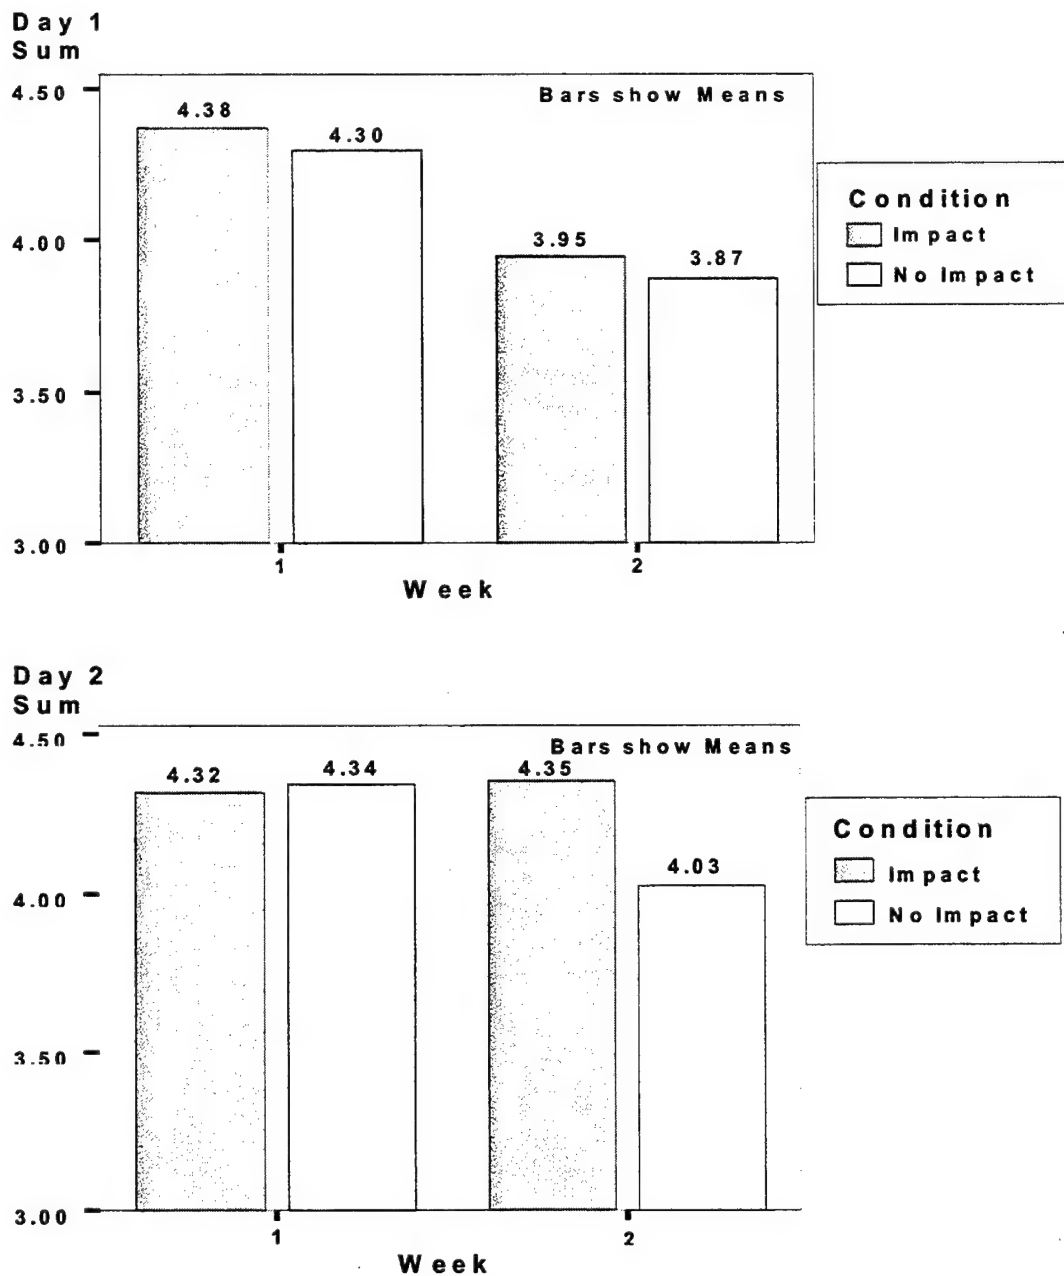 Day 1
Sum
Bars show Means
4.50
4.38
4.30
4.00
3.95
3.87
3.50
3.00
1
2
Week
Condition
Impact
No Impact
Day 2
Sum
Bars show Means
4.50
4.32
4.34
4.35
4.03
4.00
3.50
3.00
1
2
Week
Condition
Impact
No Impact